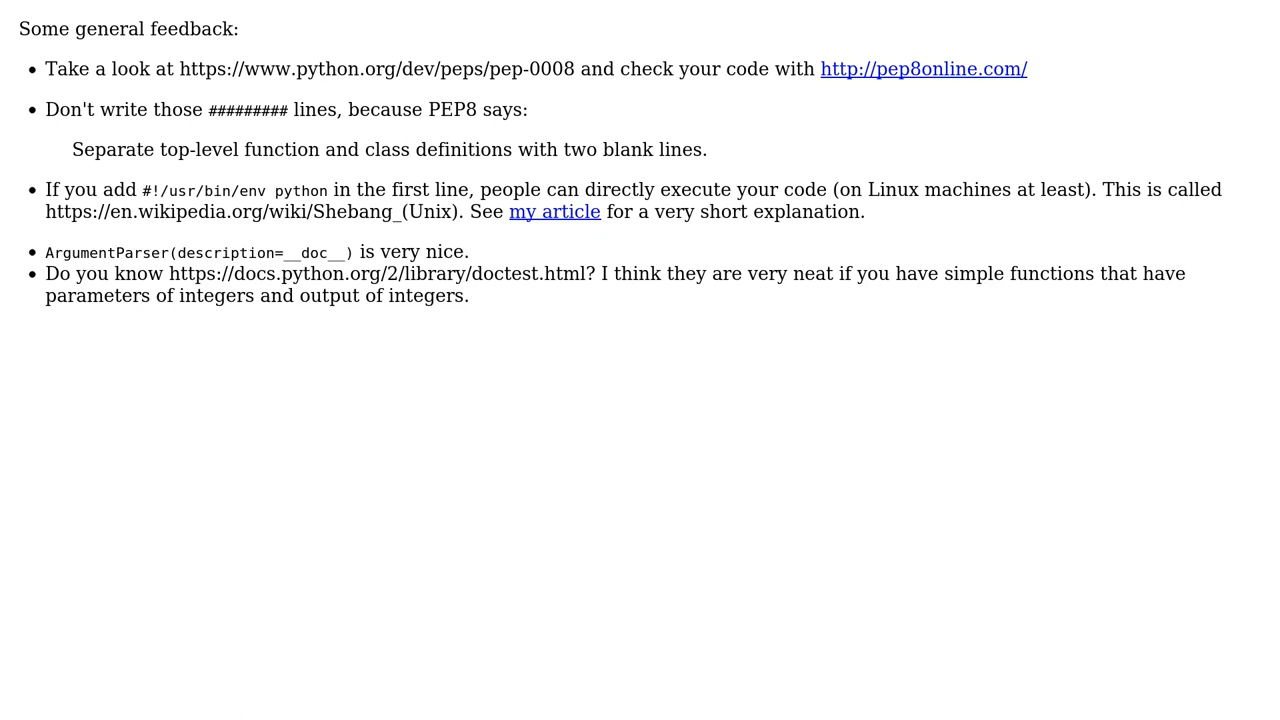 Some general feedback:
• Take a look at https://www.python.org/dev/peps/pep-0008 and check your code with http://pep8online.com/
• Don't write those ######### lines, because PEP8 says:
Separate top-level function and class definitions with two blank lines.
• If you add #!/usr/bin/env python in the first line, people can directly execute your code (on Linux machines at least). This is called
https://en.wikipedia.org/wiki/Shebang_(Unix). See my article for a very short explanation.
• ArgumentParser(description=__doc__) is very nice.
• Do you know https://docs.python.org/2/library/doctest.html? I think they are very neat if you have simple functions that have
parameters of integers and output of integers.